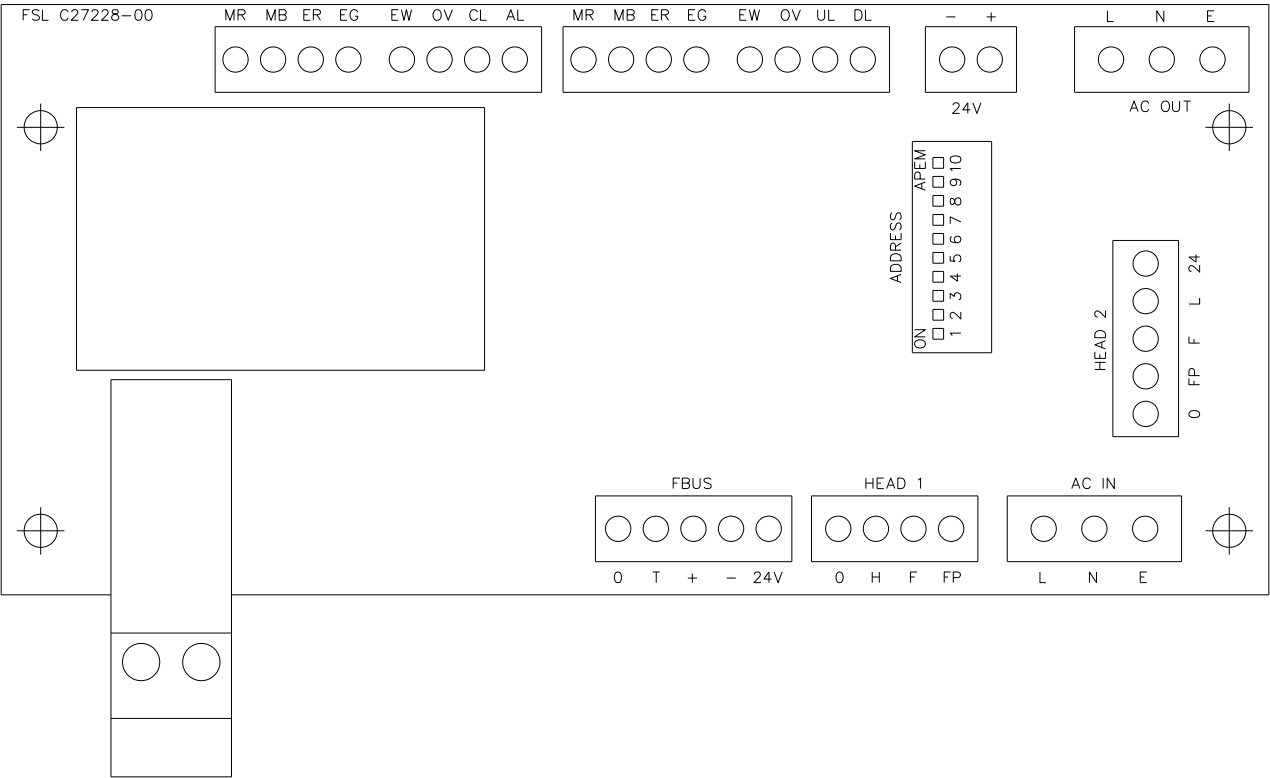 FSL C27228-00
MR MB ER EG EW OV CL AL
MR MB ER EG EW OV UL DL
- +
24V
L N E
AC OUT
ADDRESS
APEM
ON
1 2 3 4 5 6 7 8 9 10
HEAD 2
0 FP F L 24
FBUS
0 T + - 24V
HEAD 1
0 H F FP
AC IN
L N E